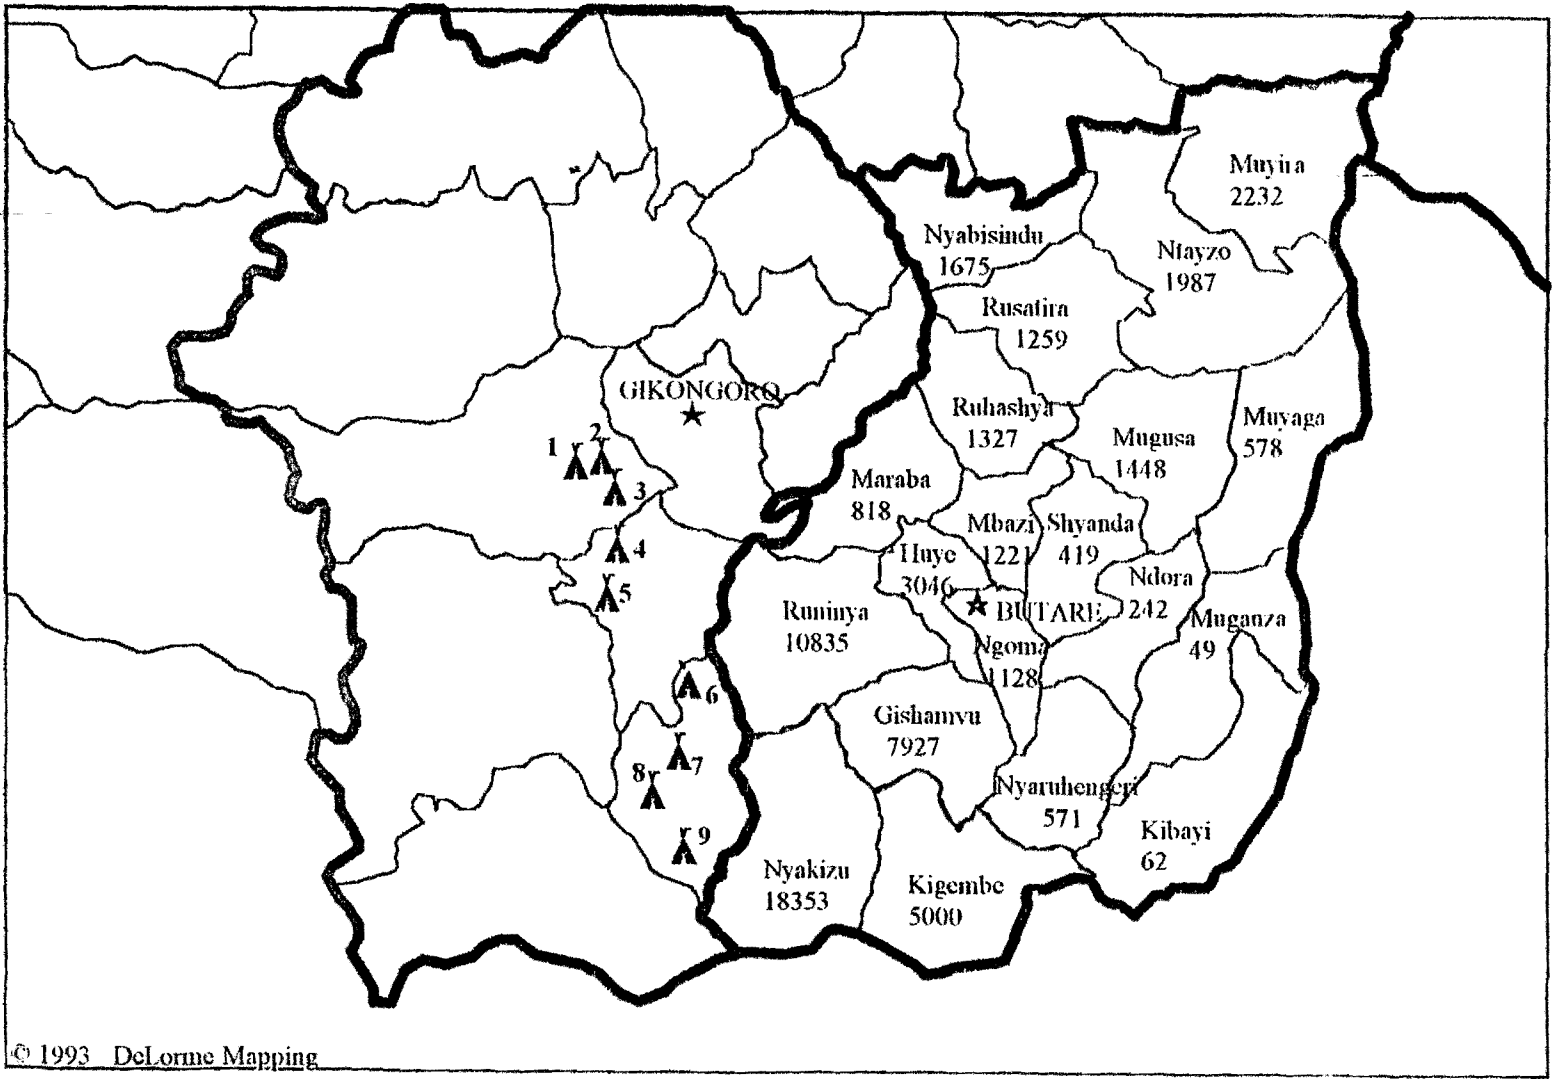 Muyira
2232
Nyabisindu
1675
Ntayzo
1987
Rusatira
1259
GIKONGORO
Ruhashya
1327
Muyaga
578
Mugusa
1448
1
2
3
Maraba
818
Mbazi
1221
Shyanda
419
4
5
Huye
3046
Ndora
242
Runinya
10835
BUTARE
Muganza
49
Ngoma
1128
6
Gishamvu
7927
7
8
Nyaruhengeri
571
9
Kibayi
62
Nyakizu
18353
Kigembe
5000
© 1993 DeLorme Mapping